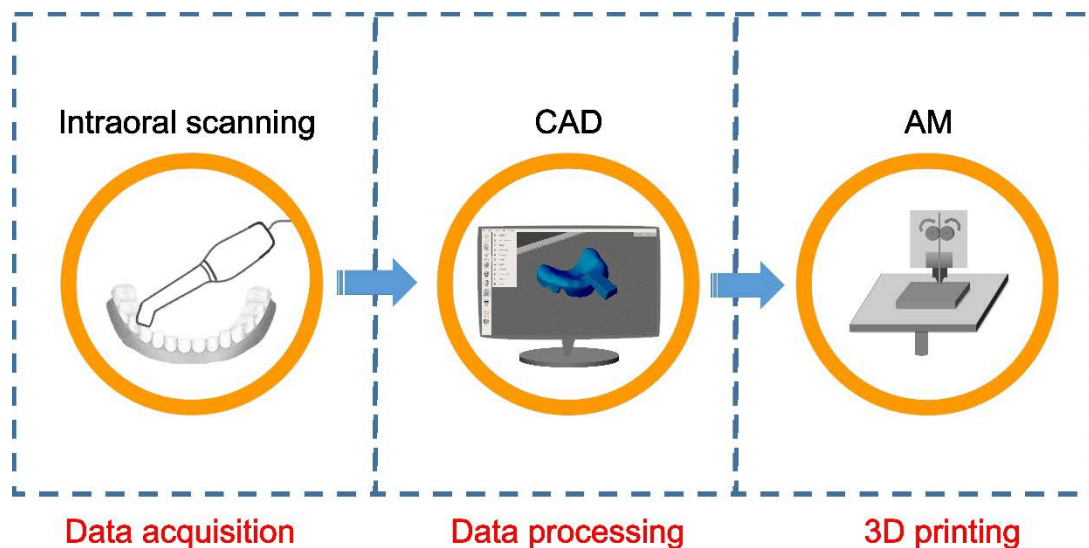 Intraoral scanning
CAD
AM
Data acquisition
Data processing
3D printing